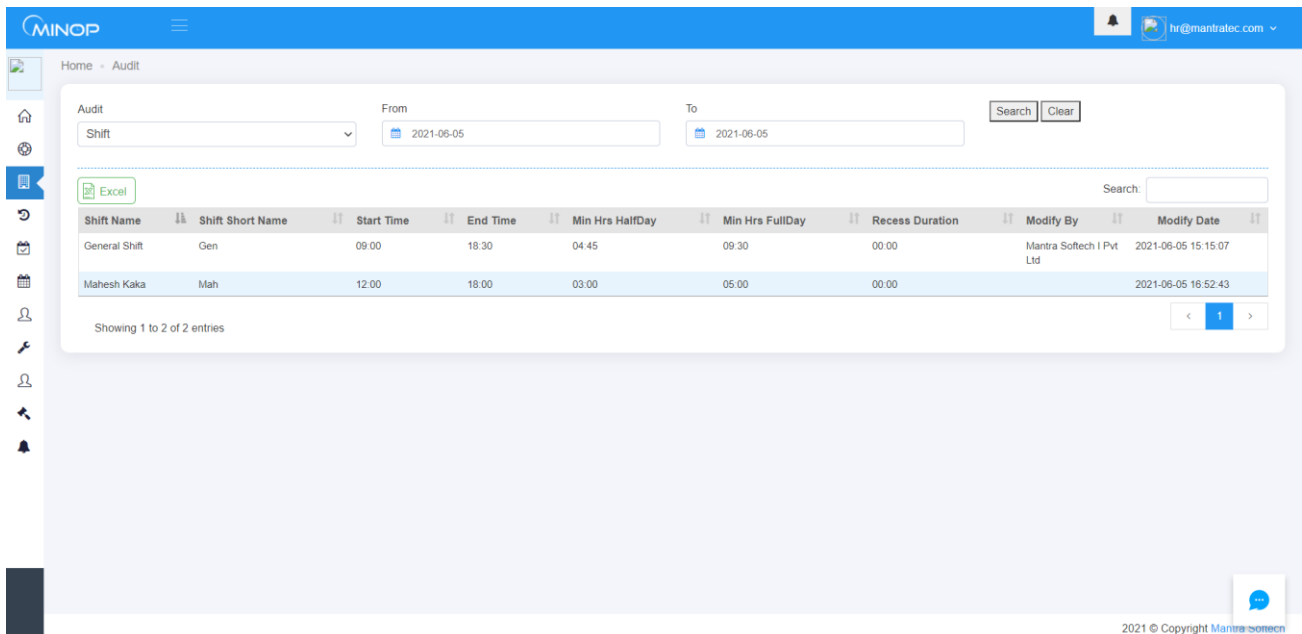 MINOP
hr@mantratec.com
Home - Audit
Audit From To
Shift 2021-06-05 2021-06-05 Search Clear
Excel Search:
Shift Name Shift Short Name Start Time End Time Min Hrs HalfDay Min Hrs FullDay Recess Duration Modify By Modify Date
General Shift Gen 09:00 18:30 04:45 09:30 00:00 Mantra Softech I Pvt 2021-06-05 15:15:07
Ltd
Mahesh Kaka Mah 12:00 18:00 03:00 05:00 00:00 2021-06-05 16:52:43
< 1 >
Showing 1 to 2 of 2 entries
2021 © Copyright Mantra Softech